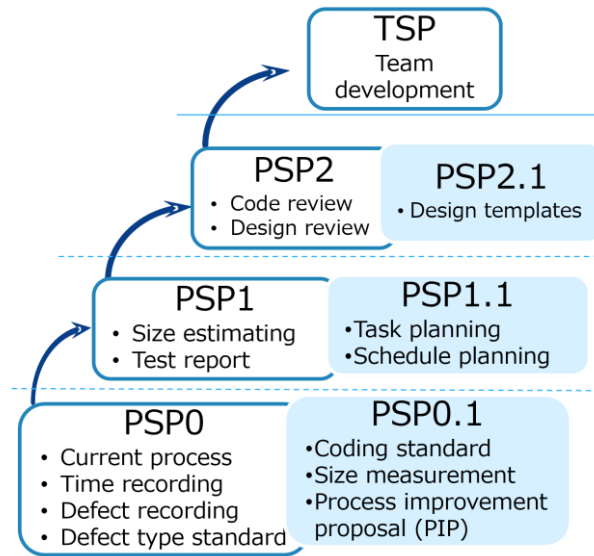 TSP
Team
development
PSP2
• Code review
• Design review
PSP2.1
• Design templates
PSP1
• Size estimating
• Test report
PSP1.1
•Task planning
•Schedule planning
PSP0
• Current process
• Time recording
• Defect recording
• Defect type standard
PSP0.1
•Coding standard
•Size measurement
•Process improvement
proposal (PIP)